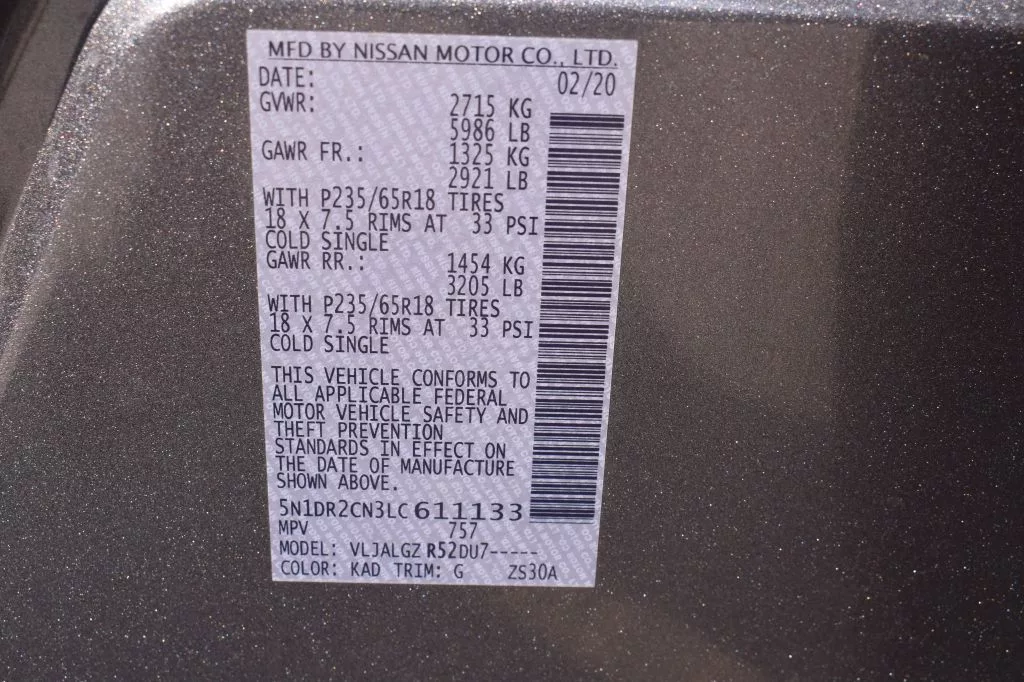 MFD BY NISSAN MOTOR CO., LTD.
DATE: 02/20
GVWR: 2715 KG
5986 LB
GAWR FR.: 1325 KG
2921 LB
WITH P235/65R18 TIRES
18 X 7.5 RIMS AT 33 PSI
COLD SINGLE
GAWR RR.: 1454 KG
3205 LB
WITH P235/65R18 TIRES
18 X 7.5 RIMS AT 33 PSI
COLD SINGLE
THIS VEHICLE CONFORMS TO
ALL APPLICABLE FEDERAL
MOTOR VEHICLE SAFETY AND
THEFT PREVENTION
STANDARDS IN EFFECT ON
THE DATE OF MANUFACTURE
SHOWN ABOVE.
5N1DR2CN3LC611133
MPV 757
MODEL: VLJALGZ R52DU7-----
COLOR: KAD TRIM: G ZS30A